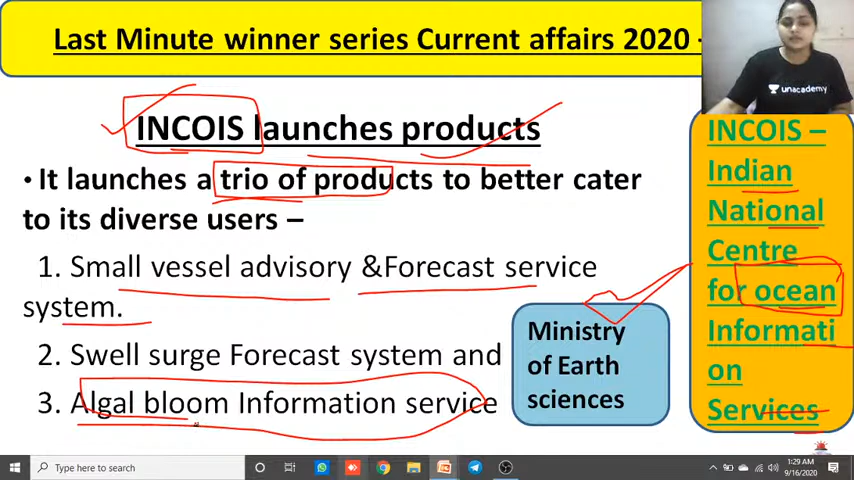 Last Minute winner series Current affairs 2020 -
unacademy
INCOIS launches products
• It launches a trio of products to better cater
to its diverse users –
1. Small vessel advisory &Forecast service
system.
2. Swell surge Forecast system and
3. Algal bloom Information service
Ministry
of Earth
sciences
INCOIS –
Indian
National
Centre
for ocean
Informati
on
Services
Type here to search
1:29 AM
9/16/2020